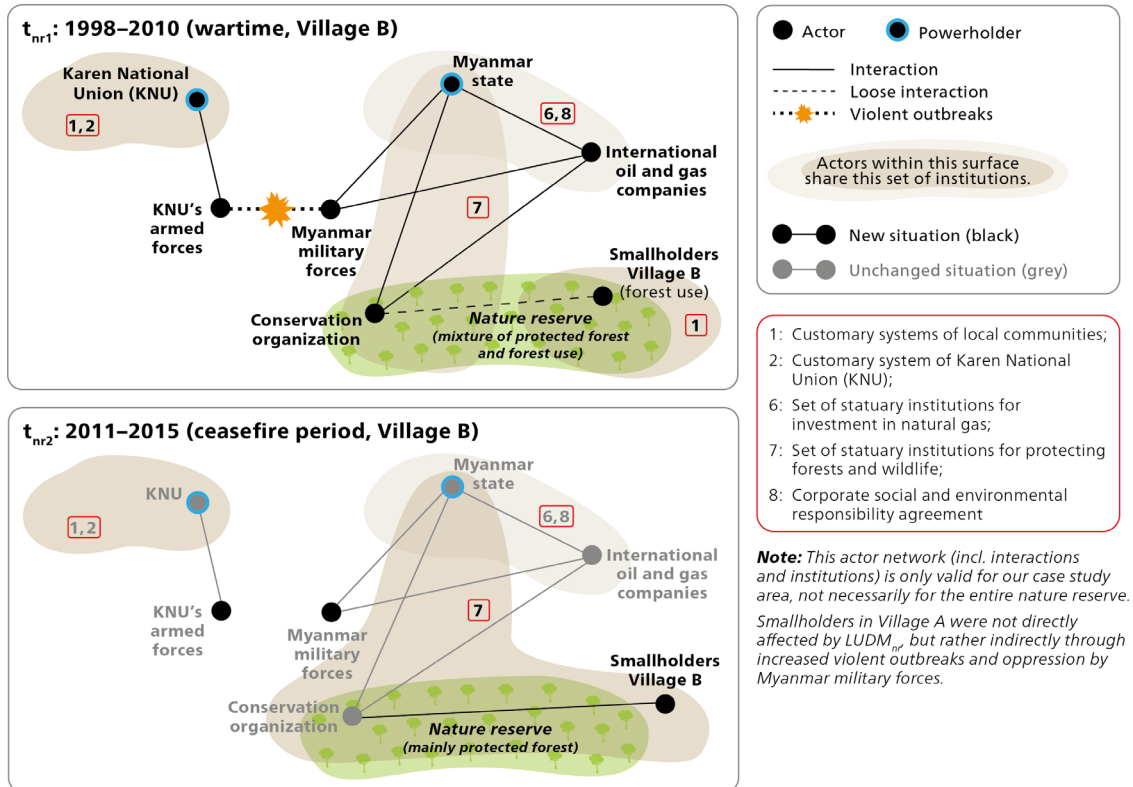 t_nr1: 1998–2010 (wartime, Village B)
Karen National
Union (KNU)
1,2
Myanmar
state
6,8
International
oil and gas
companies
KNU's
armed
forces
Myanmar
military
forces
7
Smallholders
Village B
(forest use)
Conservation
organization
Nature reserve
(mixture of protected forest
and forest use)
1
t_nr2: 2011–2015 (ceasefire period, Village B)
KNU
1,2
Myanmar
state
6,8
International
oil and gas
companies
KNU's
armed
forces
Myanmar
military
forces
7
Smallholders
Village B
Conservation
organization
Nature reserve
(mainly protected forest)
Actor
Powerholder
Interaction
Loose interaction
Violent outbreaks
Actors within this surface
share this set of institutions.
New situation (black)
Unchanged situation (grey)
1: Customary systems of local communities;
2: Customary system of Karen National
Union (KNU);
6: Set of statuary institutions for
investment in natural gas;
7: Set of statuary institutions for protecting
forests and wildlife;
8: Corporate social and environmental
responsibility agreement
Note: This actor network (incl. interactions
and institutions) is only valid for our case study
area, not necessarily for the entire nature reserve.
Smallholders in Village A were not directly
affected by LUDM_nr, but rather indirectly through
increased violent outbreaks and oppression by
Myanmar military forces.